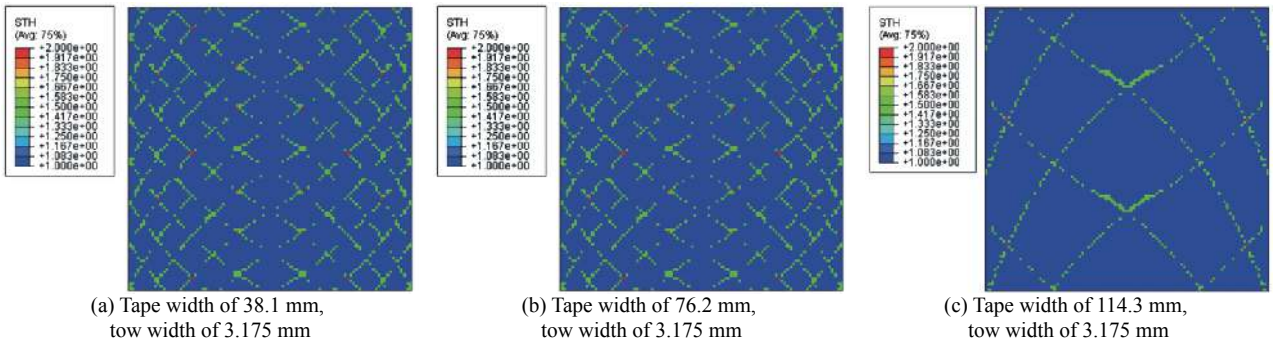 STH
(Avg: 75%)
+2.000e+00
+1.917e+00
+1.833e+00
+1.750e+00
+1.667e+00
+1.583e+00
+1.500e+00
+1.417e+00
+1.333e+00
+1.250e+00
+1.167e+00
+1.083e+00
+1.000e+00
(a) Tape width of 38.1 mm,
tow width of 3.175 mm
STH
(Avg: 75%)
+2.000e+00
+1.917e+00
+1.833e+00
+1.750e+00
+1.667e+00
+1.583e+00
+1.500e+00
+1.417e+00
+1.333e+00
+1.250e+00
+1.167e+00
+1.083e+00
+1.000e+00
(b) Tape width of 76.2 mm,
tow width of 3.175 mm
STH
(Avg: 75%)
+2.000e+00
+1.917e+00
+1.833e+00
+1.750e+00
+1.667e+00
+1.583e+00
+1.500e+00
+1.417e+00
+1.333e+00
+1.250e+00
+1.167e+00
+1.083e+00
+1.000e+00
(c) Tape width of 114.3 mm,
tow width of 3.175 mm